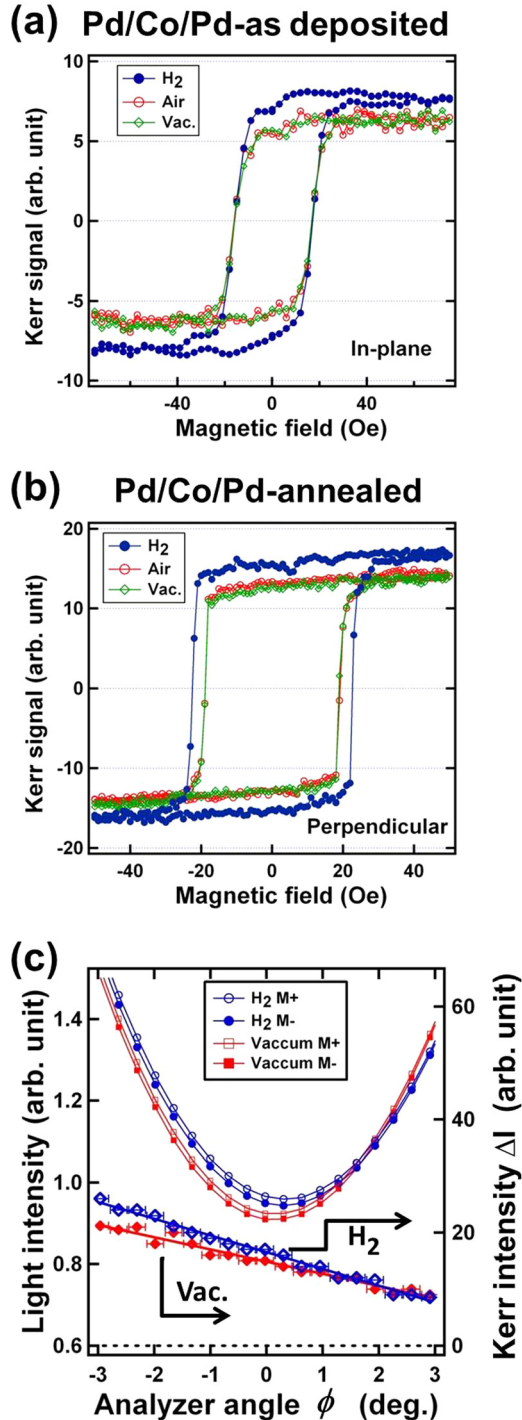 (a) Pd/Co/Pd-as deposited
10
5
0
-5
-10
Kerr signal (arb. unit)
H2
Air
Vac.
In-plane
-40
0
40
Magnetic field (Oe)
(b) Pd/Co/Pd-annealed
20
10
0
-10
-20
Kerr signal (arb. unit)
H2
Air
Vac.
Perpendicular
-40
-20
0
20
40
Magnetic field (Oe)
(c)
1.4
1.2
1.0
0.8
0.6
Light intensity (arb. unit)
H2 M+
H2 M-
Vaccum M+
Vaccum M-
H2
Vac.
60
40
20
0
Kerr intensity ΔI (arb. unit)
-3
-2
-1
0
1
2
3
Analyzer angle ϕ (deg.)